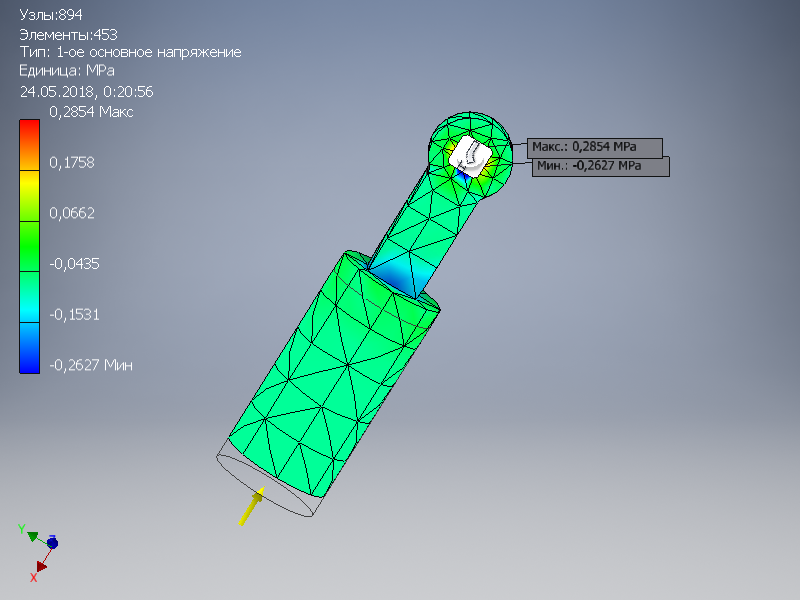 Узлы:894
Элементы:453
Тип: 1-ое основное напряжение
Единица: MPa
24.05.2018, 0:20:56
0,2854 Макс
0,1758
0,0662
-0,0435
-0,1531
-0,2627 Мин
Макс.: 0,2854 MPa
Мин.: -0,2627 MPa
Y
Z
X